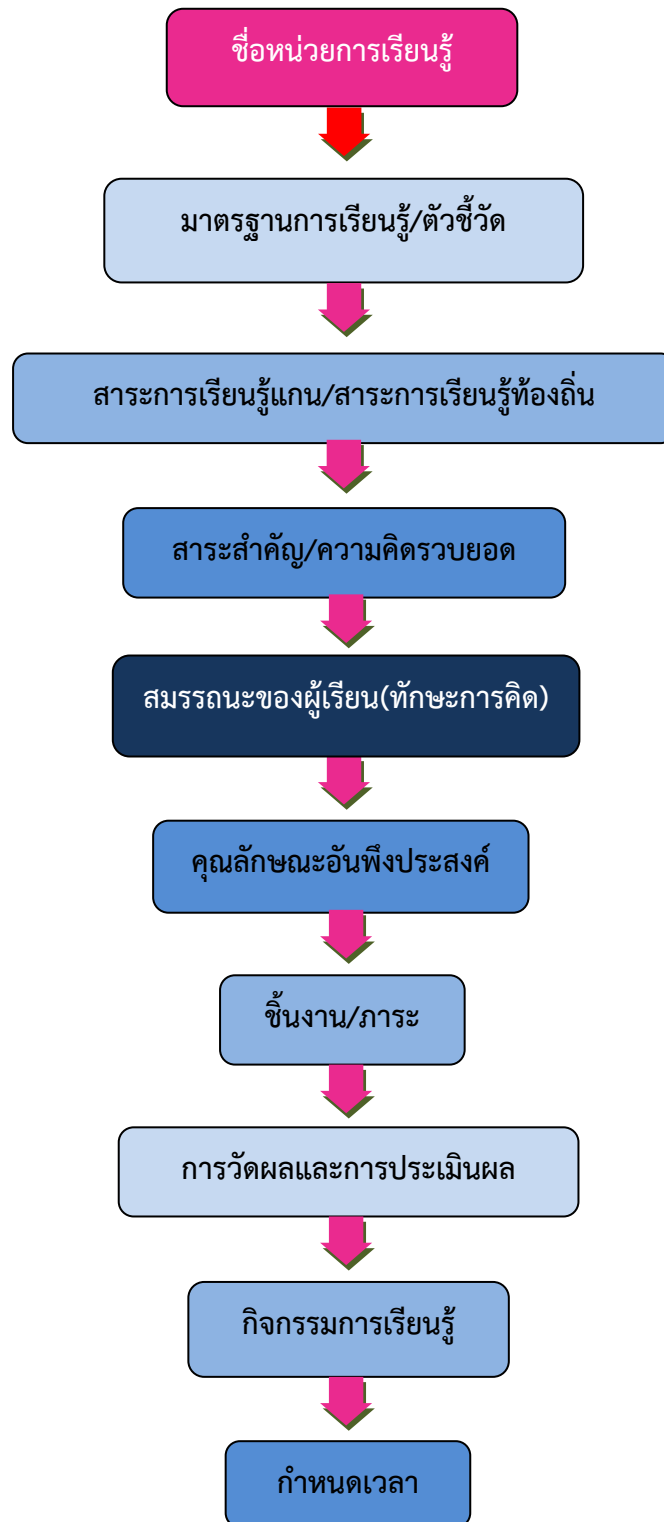 ชื่อหน่วยการเรียนรู้
มาตรฐานการเรียนรู้/ตัวชี้วัด
สาระการเรียนรู้แกน/สาระการเรียนรู้ท้องถิ่น
สาระสำคัญ/ความคิดรวบยอด
สมรรถนะของผู้เรียน(ทักษะการคิด)
คุณลักษณะอันพึงประสงค์
ชิ้นงาน/ภาระ
การวัดผลและการประเมินผล
กิจกรรมการเรียนรู้
กำหนดเวลา